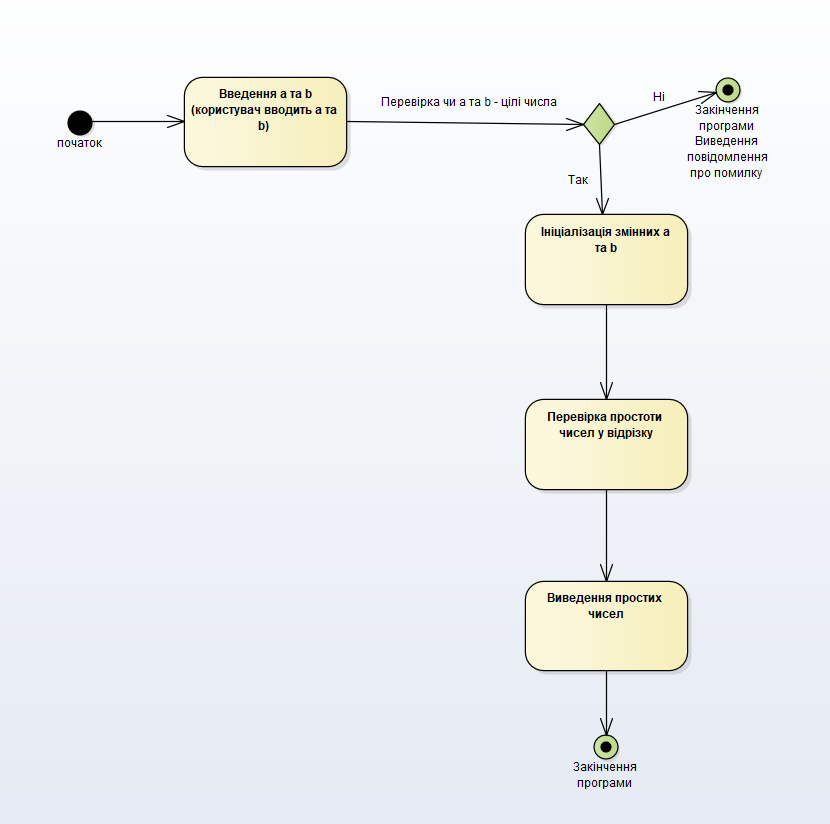 початок
Введення a та b
(користувач вводить a та
b)
Перевірка чи a та b - цілі числа
Ні
Закінчення
програми
Виведення
повідомлення
про помилку
Так
Ініціалізація змінних a
та b
Перевірка простоти
чисел у відрізку
Виведення простих
чисел
Закінчення
програми